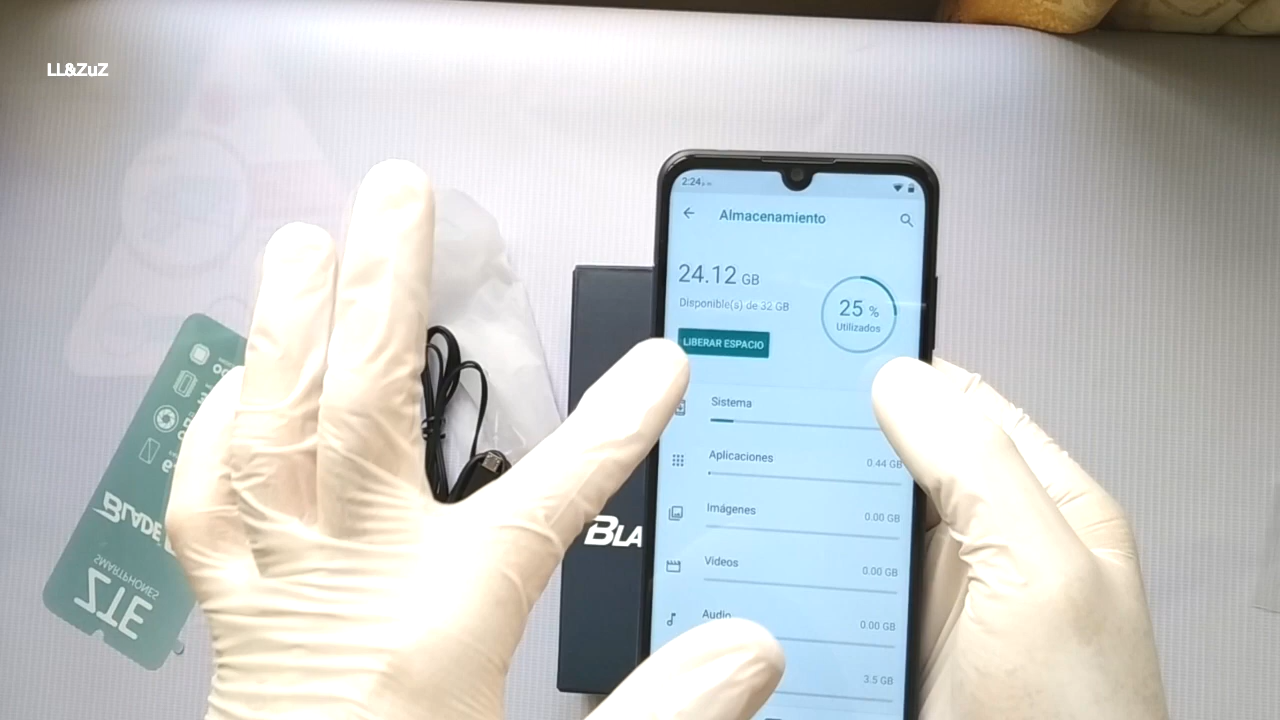 LL&ZuZ
2:24 p. m.
Almacenamiento
24.12 GB
Disponible(s) de 32 GB
25 %
Utilizados
LIBERAR ESPACIO
Sistema
Aplicaciones
0.44 GB
Imágenes
0.00 GB
Videos
0.00 GB
Audio
0.00 GB
3.5 GB
BLA
BLADE
SMARTPHONES
ZTE